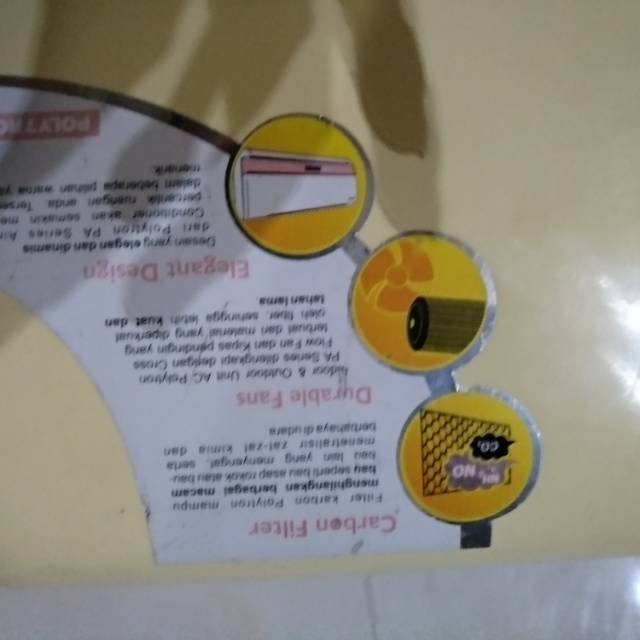 Carbon Filter
Filter karbon Polytron mampu
menghilangkan berbagai macam
bau seperti bau asap rokok atau bau-
bau lain yang menyengat, serta
menetralisir zat-zat kimia dan
berbahaya di udara
NH3
NO
CO2
Durable Fans
Indoor & Outdoor Unit AC Polytron
PA Series dilengkapi dengan Cross
Flow Fan dan Kipas pendingin yang
terbuat dari material yang diperkuat
oleh fiber, sehingga lebih kuat dan
tahan lama
Elegant Design
Desain yang elegan dan dinamis
dari Polytron PA Series Air
Conditioner akan semakin
percantik ruangan anda.
dalam beberapa pilihan warna
menarik.